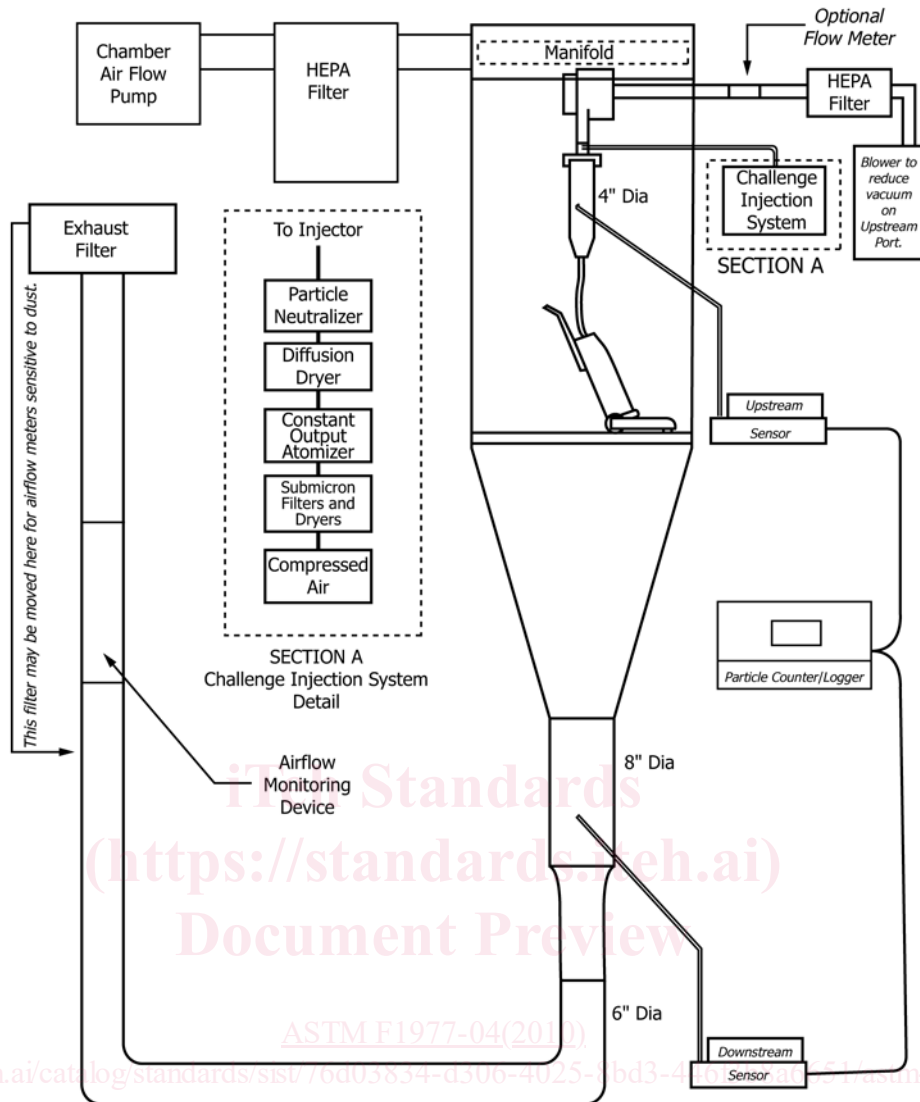 Optional
Flow Meter
Chamber
Air Flow
Pump
HEPA
Filter
Manifold
HEPA
Filter
Blower to
reduce
vacuum
on
Upstream
Port.
4" Dia
Challenge
Injection
System
SECTION A
Exhaust
Filter
This filter may be moved here for airflow meters sensitive to dust.
To Injector
Particle
Neutralizer
Diffusion
Dryer
Constant
Output
Atomizer
Submicron
Filters and
Dryers
Compressed
Air
SECTION A
Challenge Injection System
Detail
Upstream
Sensor
Particle Counter/Logger
Airflow
Monitoring
Device
8" Dia
iTeh Standards
(https://standards.iteh.ai)
Document Preview
6" Dia
ASTM F1977-04(2010)
Downstream
Sensor